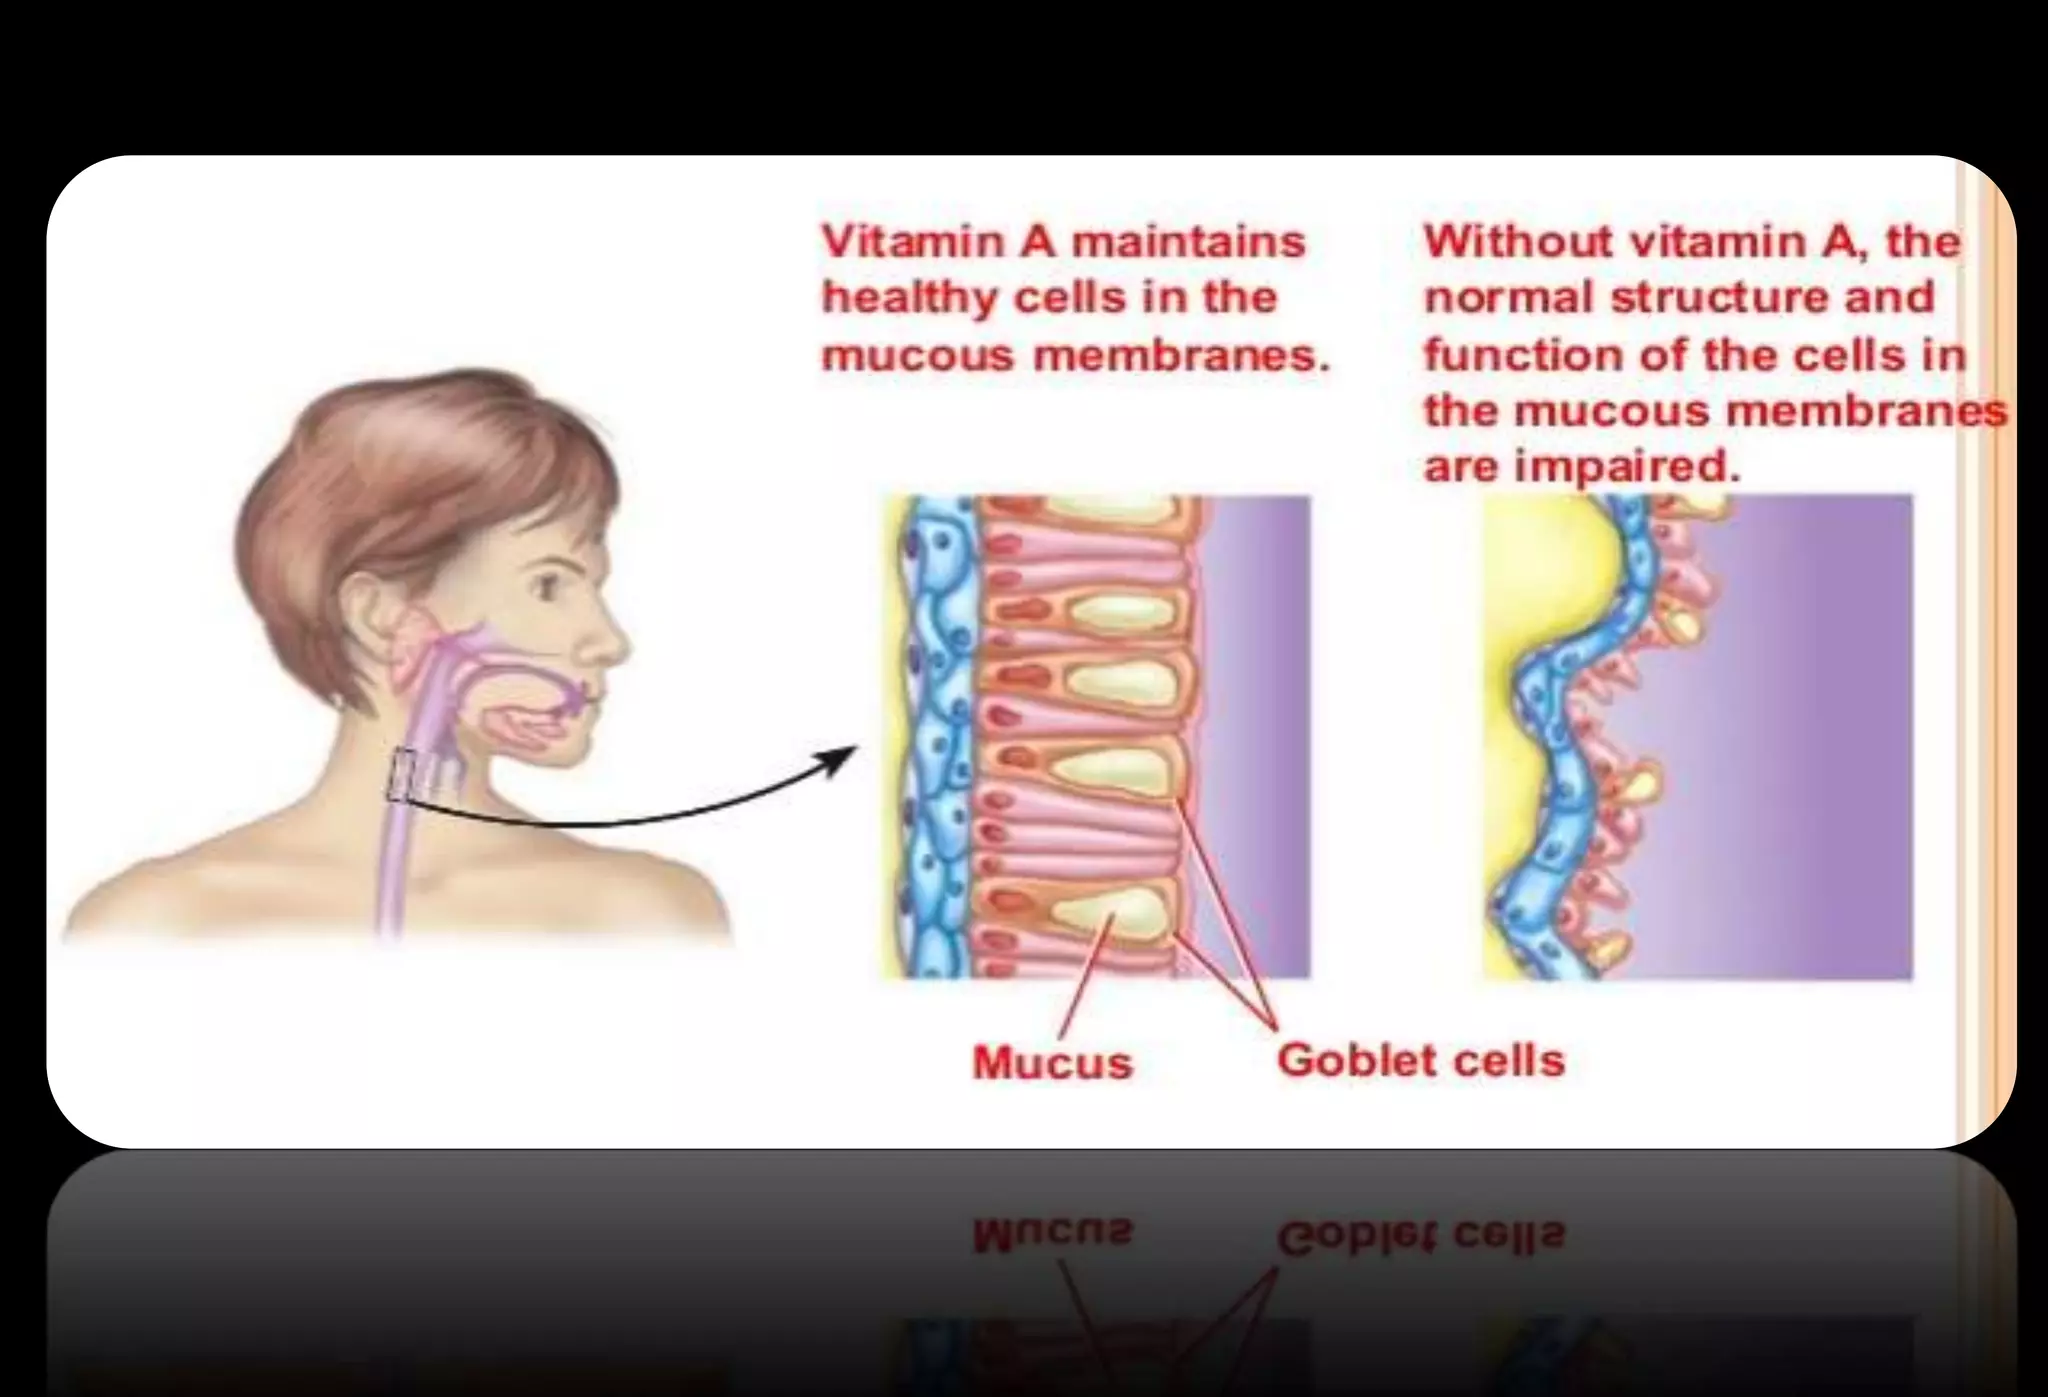 Vitamin A maintains
healthy cells in the
mucous membranes.
Without vitamin A, the
normal structure and
function of the cells in
the mucous membranes
are impaired.
Mucus
Goblet cells